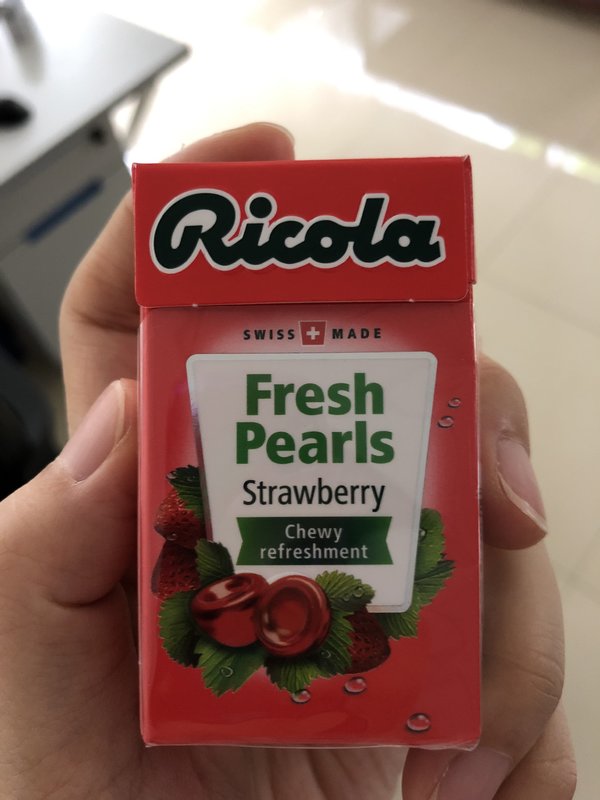 Ricola
SWISS MADE
Fresh
Pearls
Strawberry
Chewy
refreshment